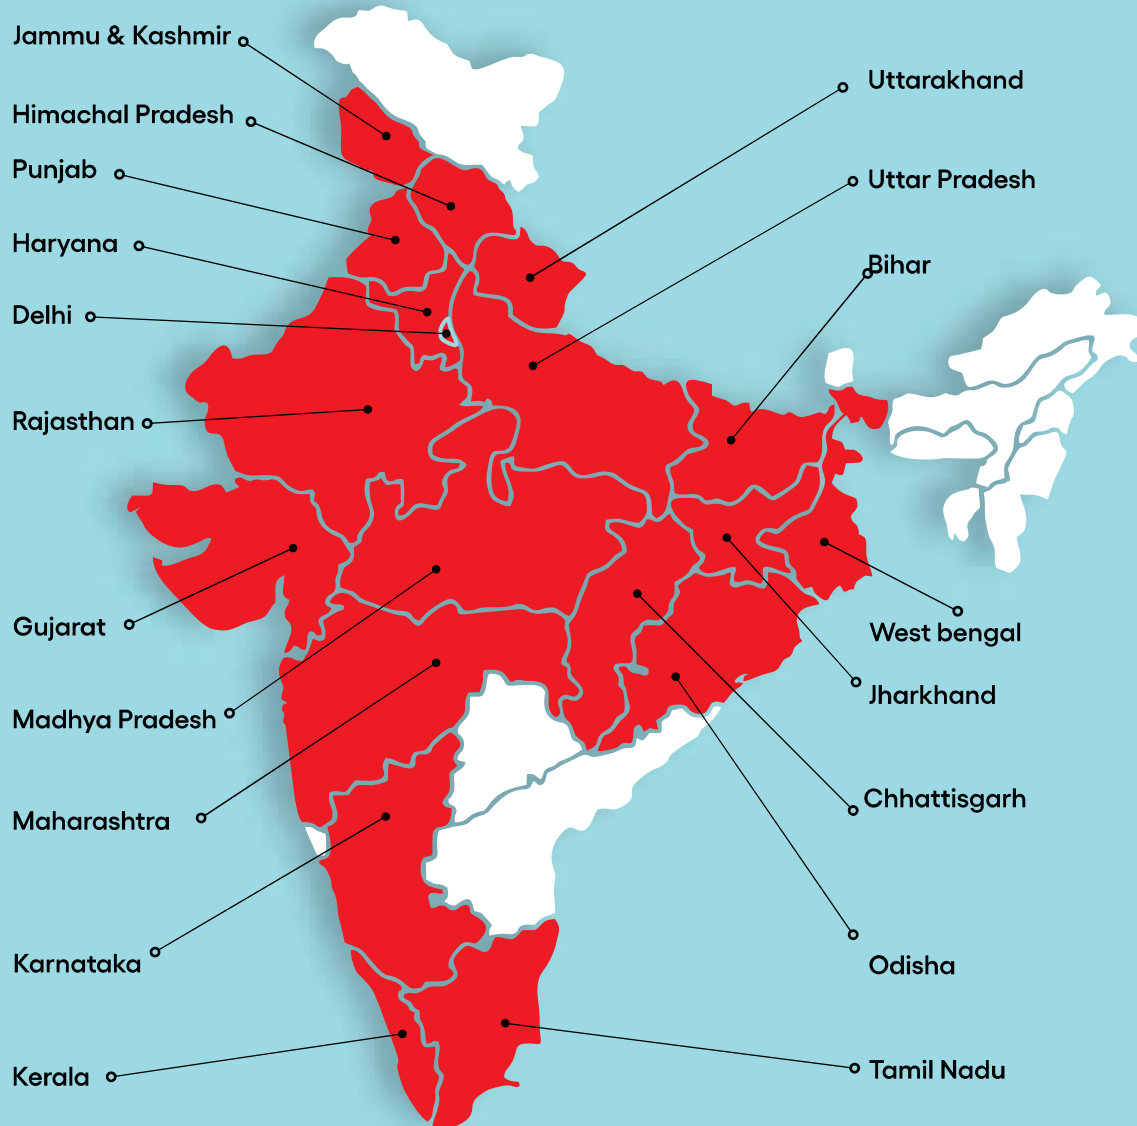 Jammu & Kashmir
Himachal Pradesh
Punjab
Haryana
Delhi
Rajasthan
Gujarat
Madhya Pradesh
Maharashtra
Karnataka
Kerala
Uttarakhand
Uttar Pradesh
Bihar
West bengal
Jharkhand
Chhattisgarh
Odisha
Tamil Nadu